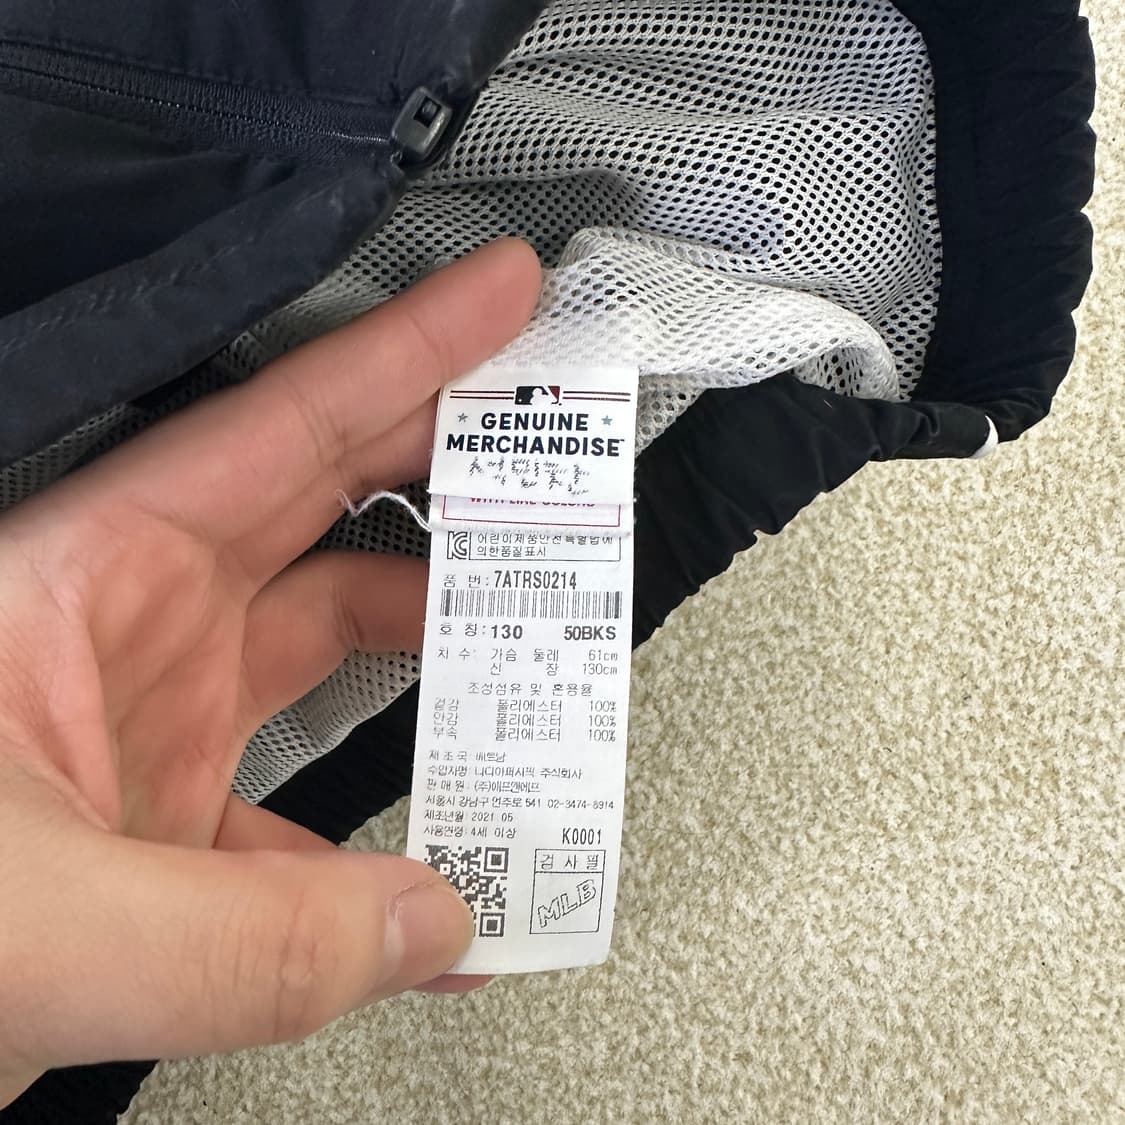 GENUINE
MERCHANDISE™
WITH LIKE COLORS
어린이제품안전특별법에
의한품질표시
품 번: 7ATRS0214
호 칭: 130 50BKS
치 수: 가슴 둘레 61cm
신 장 130cm
조성섬유 및 혼용율
겉감 폴리에스터 100%
안감 폴리에스터 100%
부속 폴리에스터 100%
제 조 국: 베트남
수입자명: 나디아퍼시픽 주식회사
판 매 원: (주)에프앤에프
서울시 강남구 언주로 541 02-3474-8914
제조년월 2021 05
사용연령: 4세 이상
K0001
검 사 필
MLB